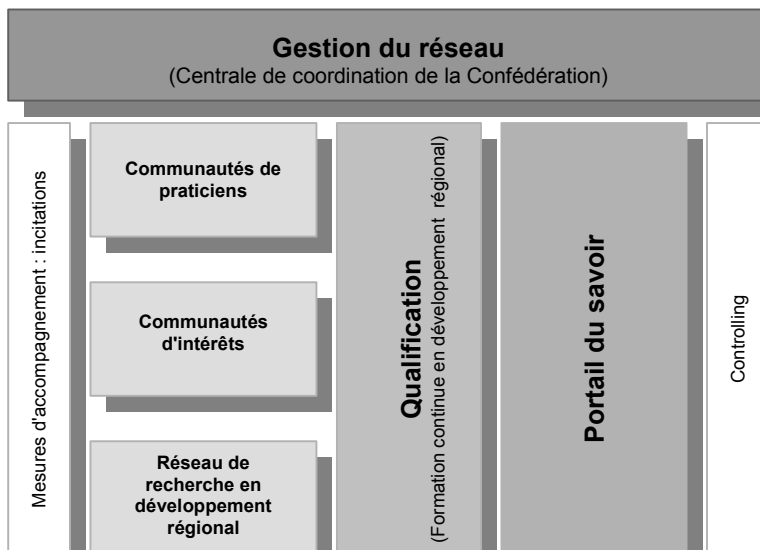 Gestion du réseau
(Centrale de coordination de la Confédération)
Mesures d'accompagnement : incitations
Communautés de
praticiens
Communautés
d'intérêts
Réseau de
recherche en
développement
régional
Qualification
(Formation continue en développement régional)
Portail du savoir
Controlling